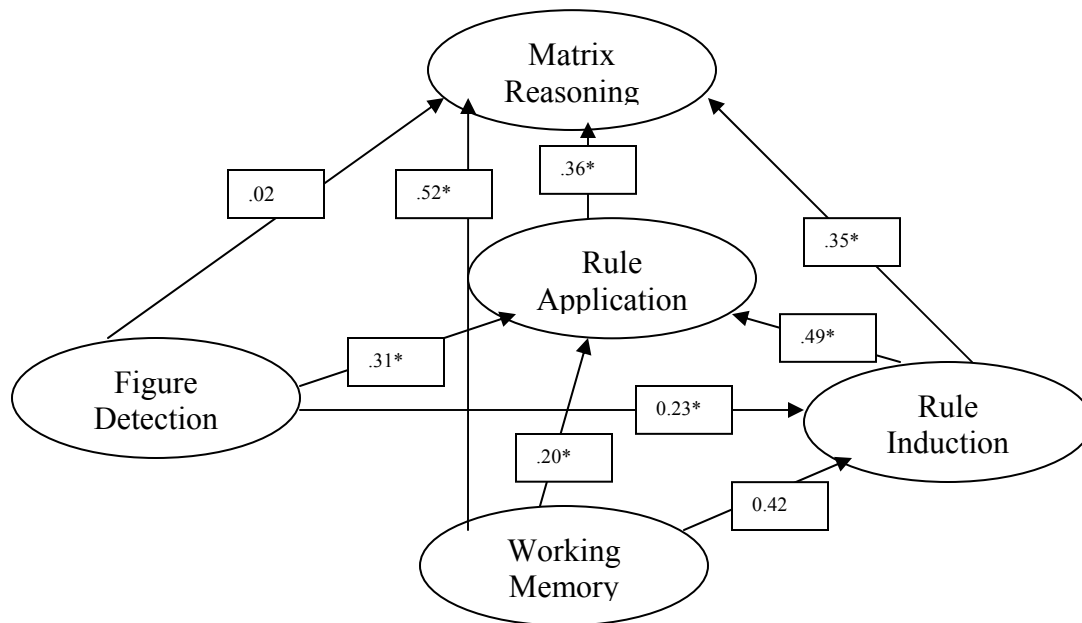 Matrix
Reasoning
.36*
.02
.52*
.35*
Rule
Application
.31*
.49*
Figure
Detection
0.23*
Rule
Induction
.20*
0.42
Working
Memory